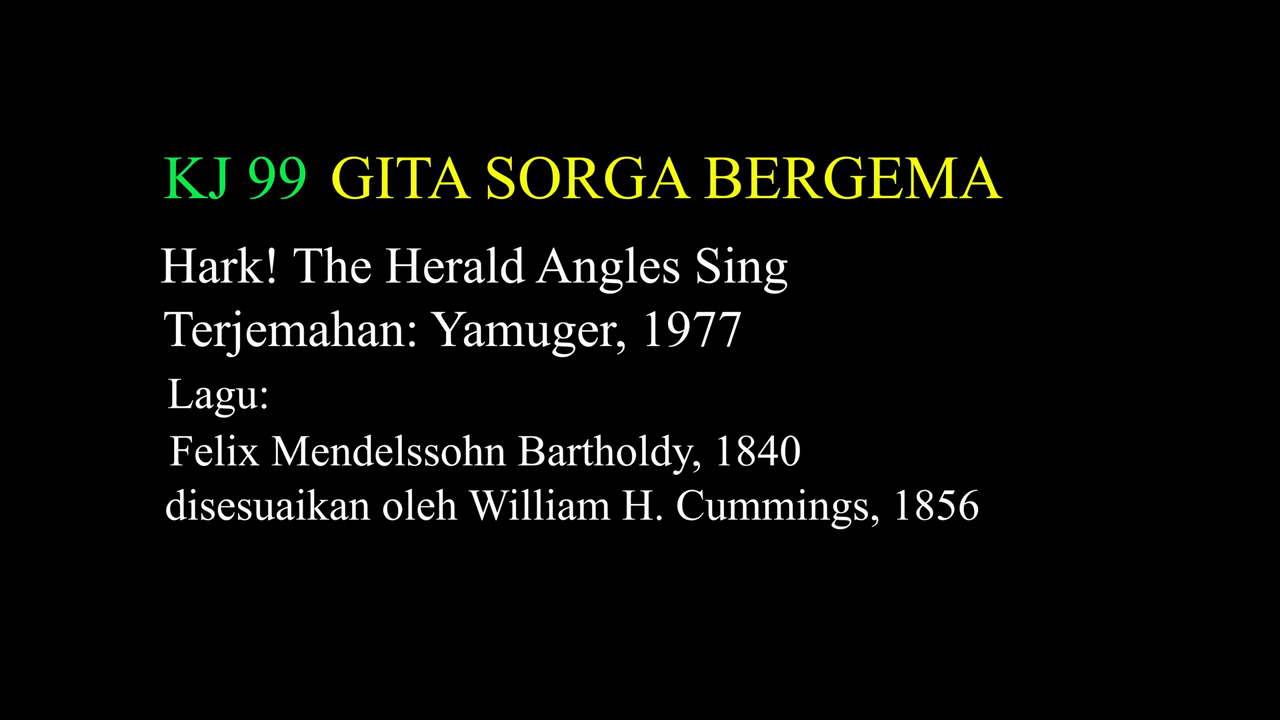 KJ 99 GITA SORGA BERGEMA
Hark! The Herald Angles Sing
Terjemahan: Yamuger, 1977
Lagu:
Felix Mendelssohn Bartholdy, 1840
disesuaikan oleh William H. Cummings, 1856